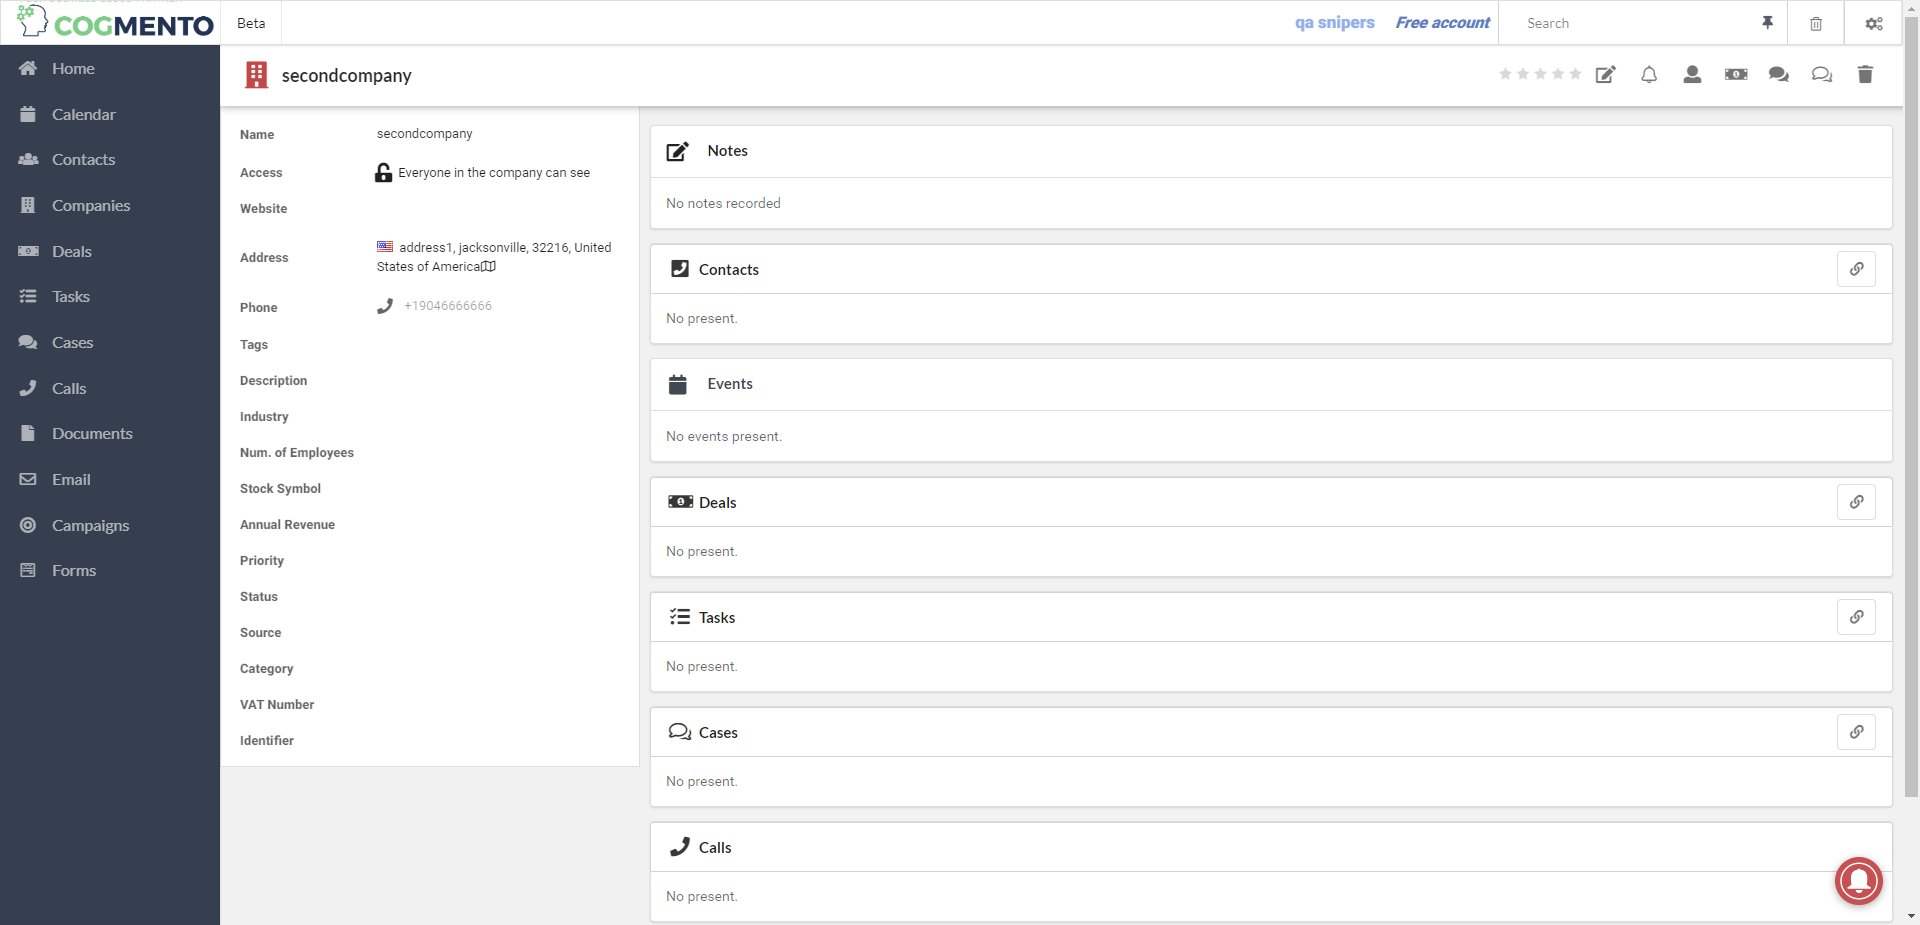 COGMENTO
Beta
qa snipers
Free account
Search
Home
Calendar
Contacts
Companies
Deals
Tasks
Cases
Calls
Documents
Email
Campaigns
Forms
secondcompany
Name
secondcompany
Access
Everyone in the company can see
Website
Address
address1, jacksonville, 32216, United
States of America
Phone
+19046666666
Tags
Description
Industry
Num. of Employees
Stock Symbol
Annual Revenue
Priority
Status
Source
Category
VAT Number
Identifier
Notes
No notes recorded
Contacts
No present.
Events
No events present.
Deals
No present.
Tasks
No present.
Cases
No present.
Calls
No present.